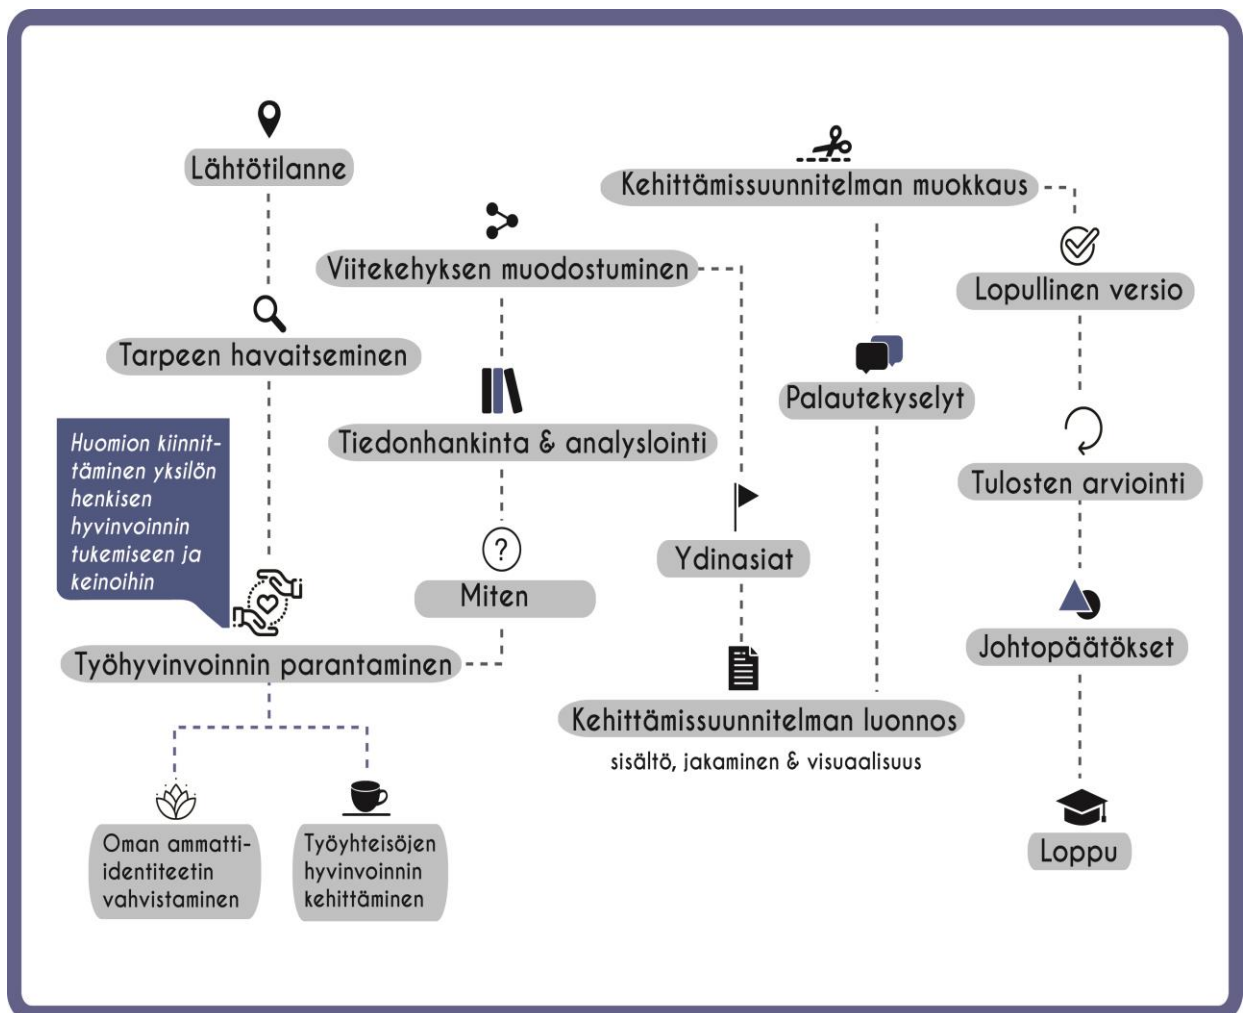 Lähtötilanne
Tarpeen havaitseminen
Huomion kiinnit-
täminen yksilön
henkisen
hyvinvoinnin
tukemiseen ja
keinoihin
Työhyvinvoinnin parantaminen
Oman ammatti-
identiteetin
vahvistaminen
Työyhteisöjen
hyvinvoinnin
kehittäminen
?
Miten
Tiedonhankinta & analyslointi
Viitekehyksen muodostuminen
Ydinasiat
Kehittämissuunnitelman luonnos
sisältö, jakaminen & visuaalisuus
Palautekyselyt
Kehittämissuunnitelman muokkaus
Lopullinen versio
Tulosten arviointi
Johtopäätökset
Loppu